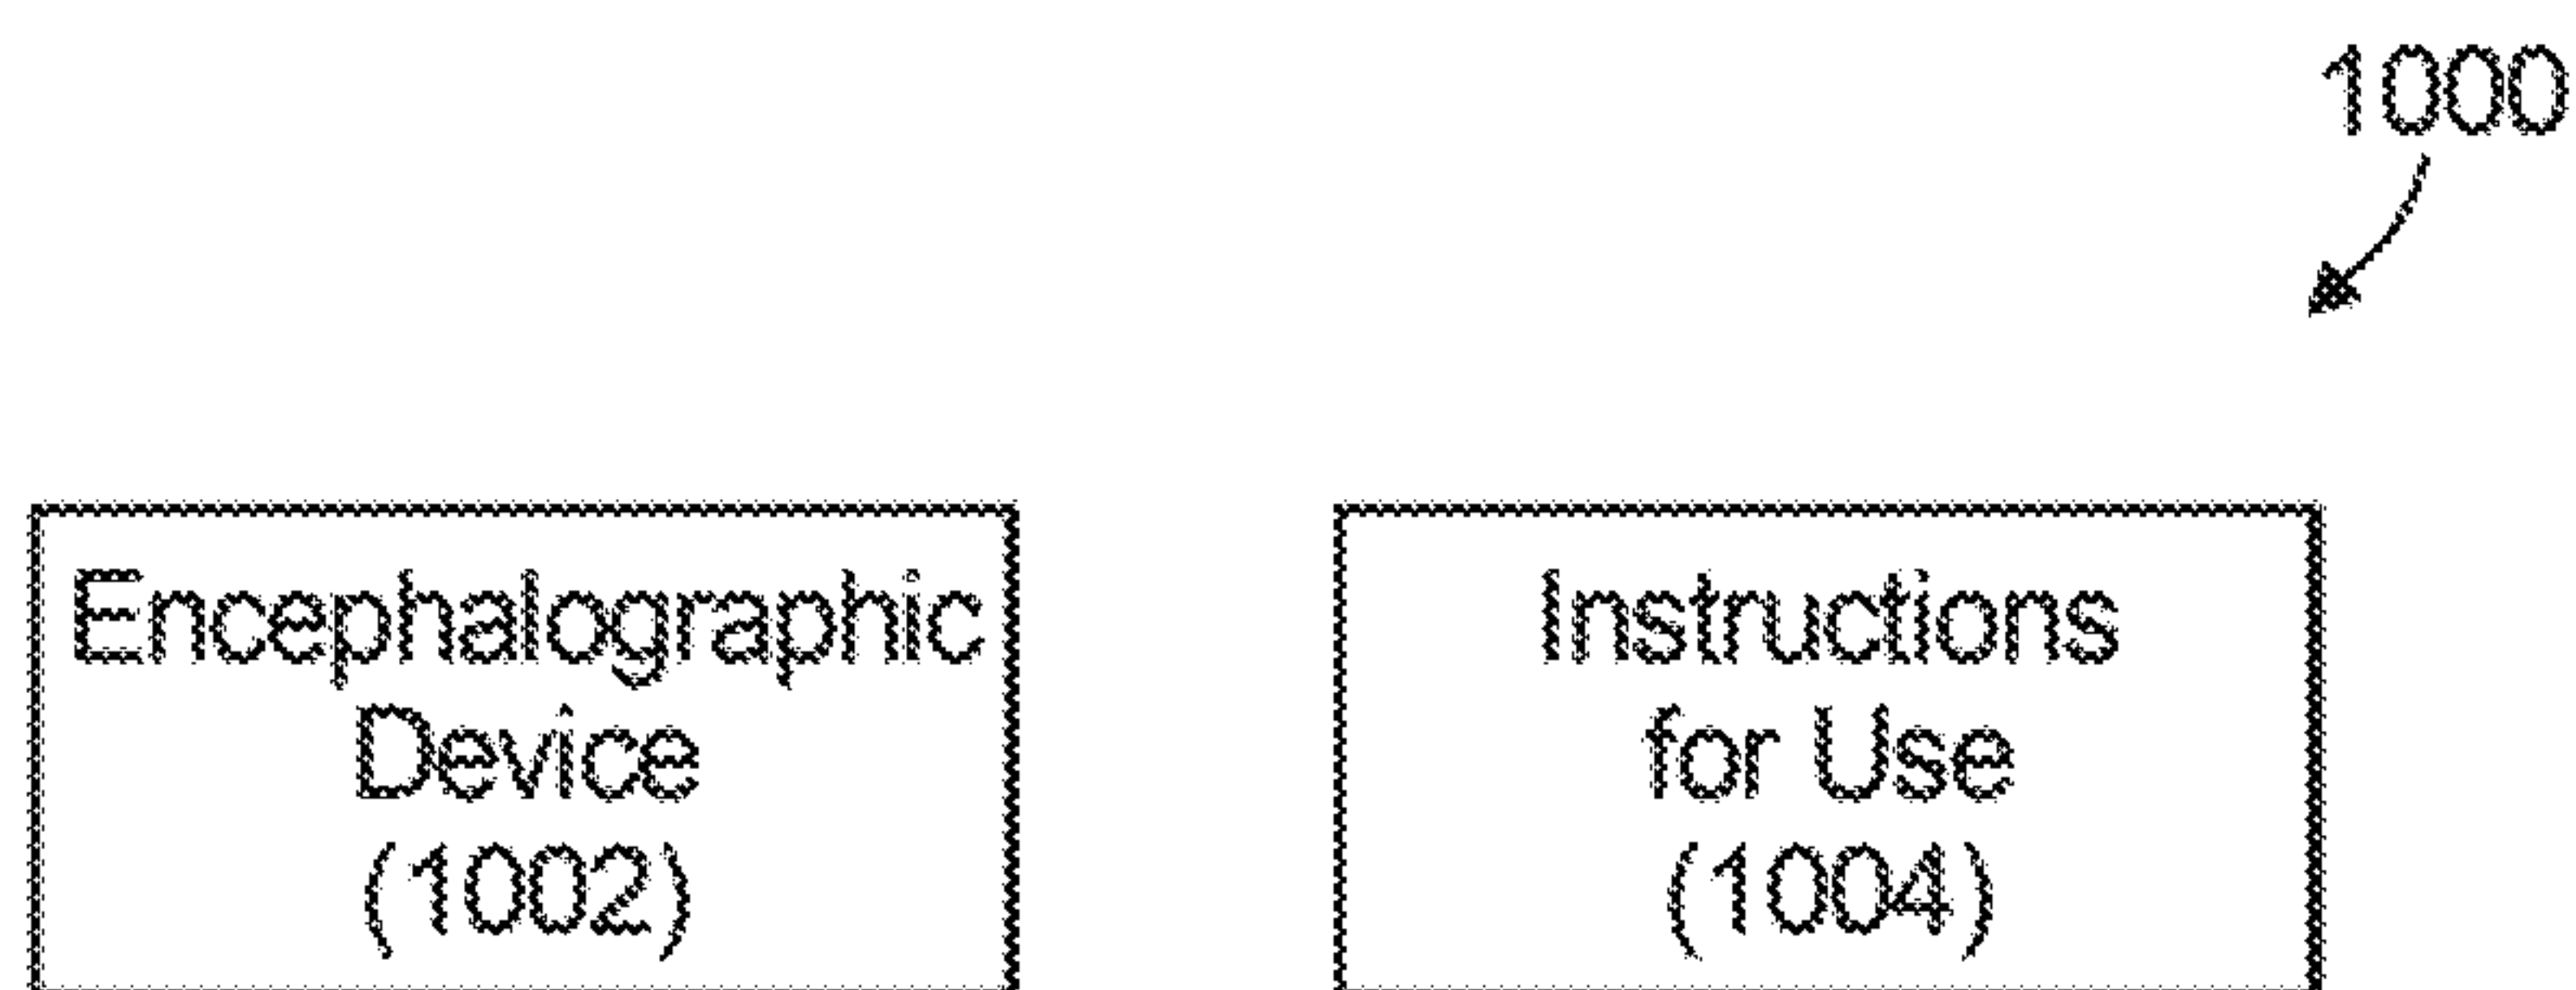 1000
Encephalographic
Device
(1002)
Instructions
for Use
(1004)